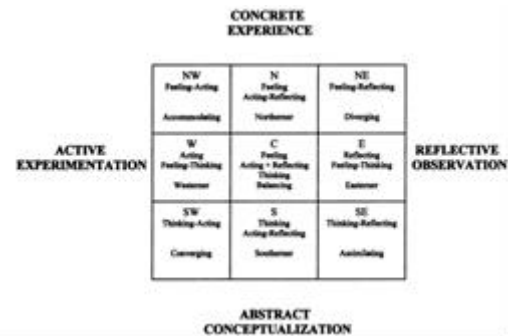 CONCRETE
EXPERIENCE
NW
Feeling-Acting
Accommodating
N
Feeling
Acting-Reflecting
Northerner
NE
Feeling-Reflecting
Diverging
ACTIVE
EXPERIMENTATION
W
Acting
Feeling-Thinking
Westerner
C
Feeling
Acting + Reflecting
Thinking
Balancing
E
Reflecting
Feeling-Thinking
Easterner
REFLECTIVE
OBSERVATION
SW
Thinking-Acting
Converging
S
Thinking
Acting-Reflecting
Southerner
SE
Thinking-Reflecting
Assimilating
ABSTRACT
CONCEPTUALIZATION